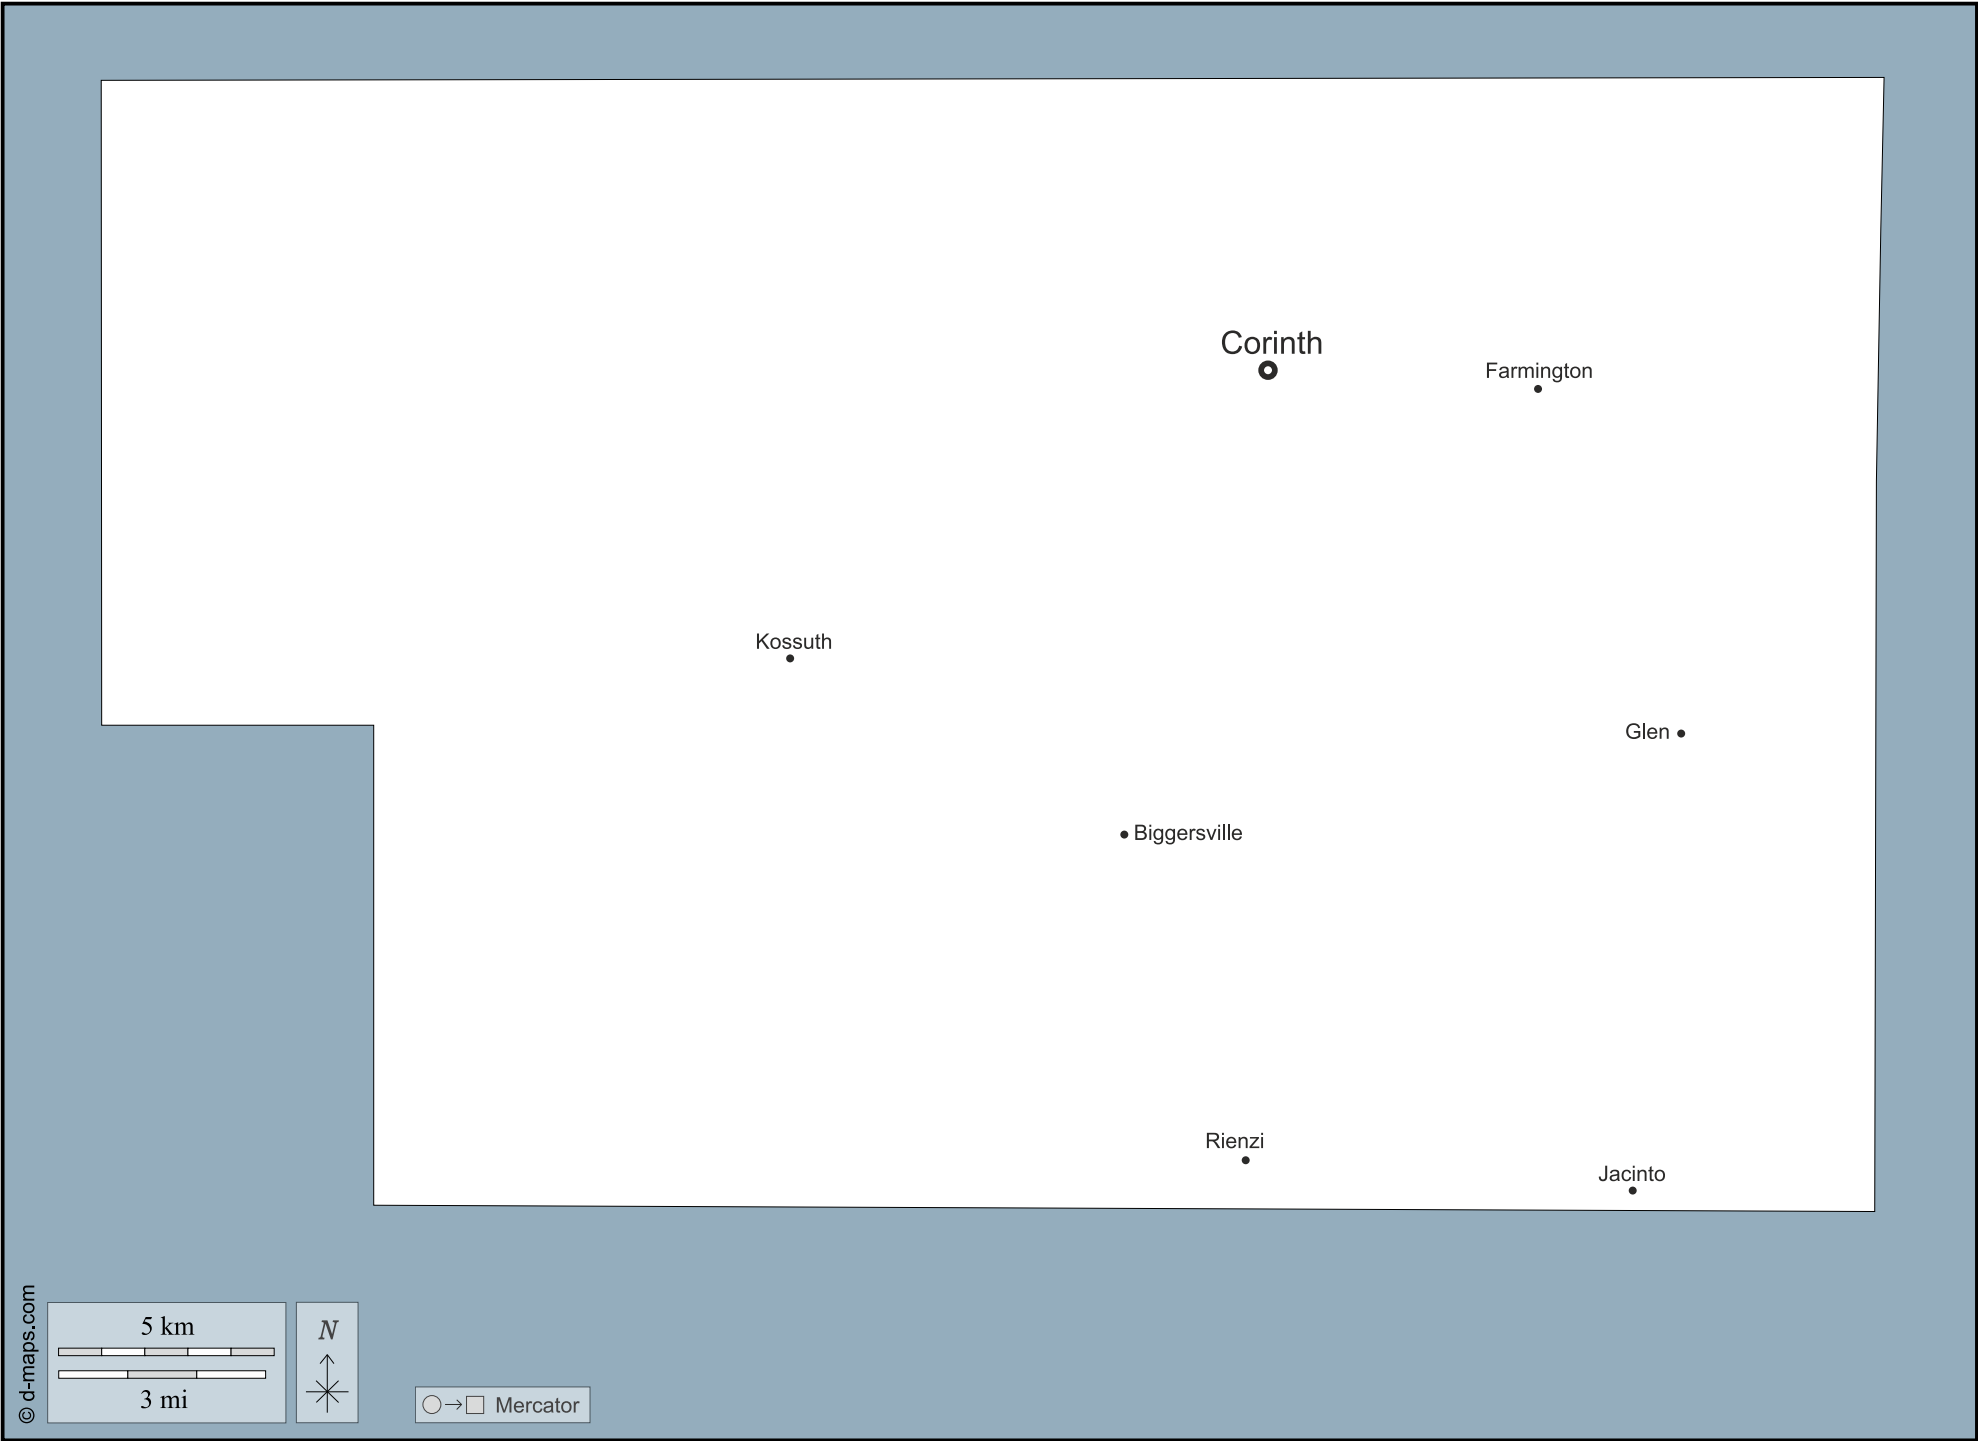 Corinth
Farmington
Kossuth
Glen
Biggersville
Rienzi
Jacinto
© d-maps.com
5 km
3 mi
N
Mercator